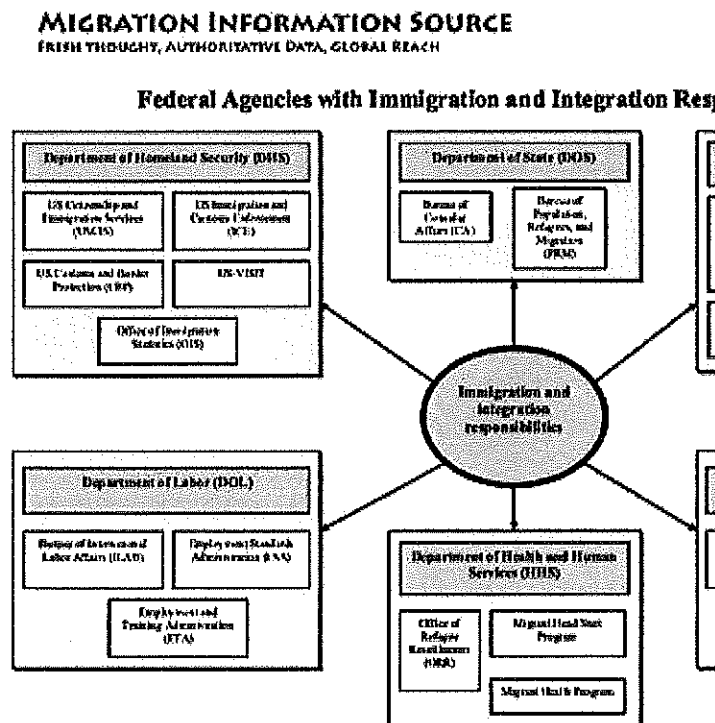 MIGRATION INFORMATION SOURCE
FRESH THOUGHT, AUTHORITATIVE DATA, GLOBAL REACH
Federal Agencies with Immigration and Integration Resp
Department of Homeland Security (DHS)
US Citizenship and
Immigration Services
(USCIS)
US Immigration and
Customs Enforcement
(ICE)
US Customs and Border
Protection (CBP)
US-VISIT
Office of Immigration
Statistics (OIS)
Department of State (DOS)
Bureau of
Consular
Affairs (CA)
Bureau of
Population,
Refugees, and
Migration
(PRM)
Immigration and
integration
responsibilities
Department of Labor (DOL)
Bureau of International
Labor Affairs (ILAB)
Employment Standards
Administration (ESA)
Employment and
Training Administration
(ETA)
Department of Health and Human
Services (HHS)
Office of
Refugee
Resettlement
(ORR)
Migrant Head Start
Program
Migrant Health Program